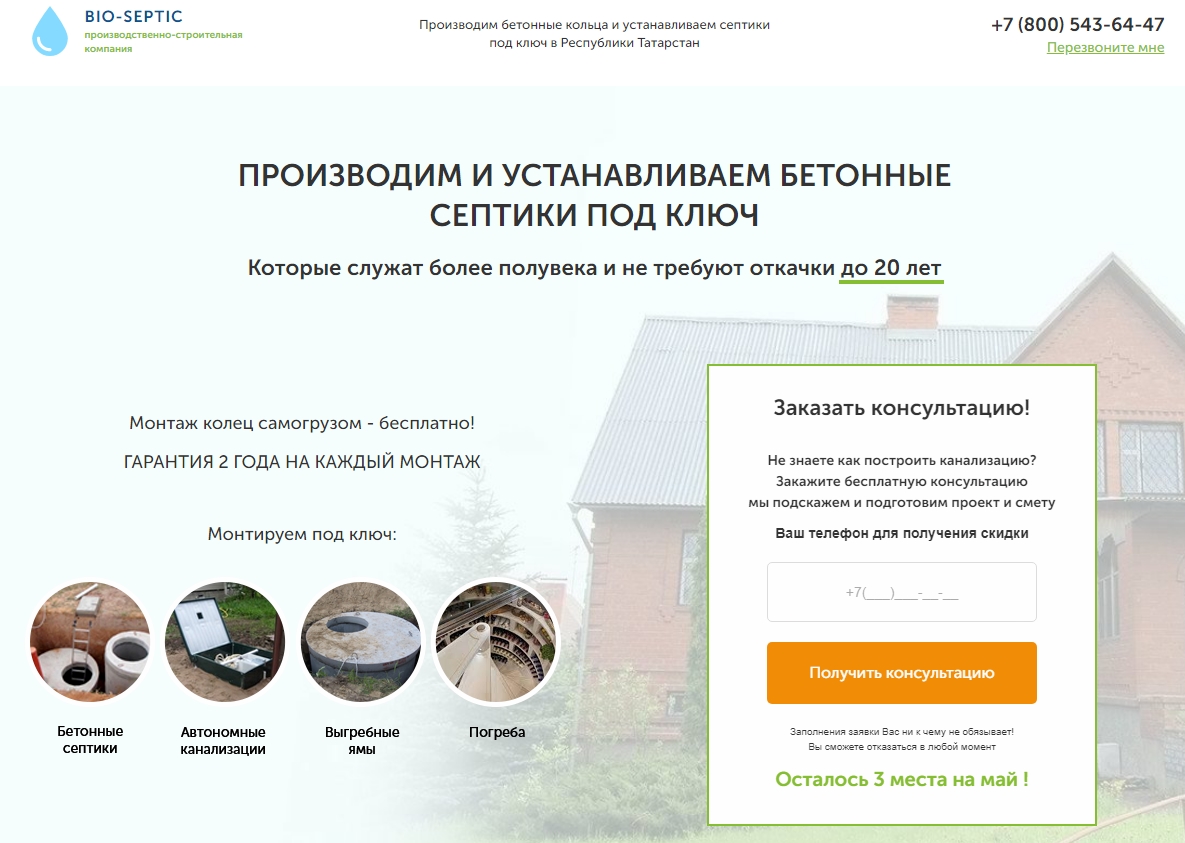 BIO-SEPTIC
производственно-строительная
компания
Производим бетонные кольца и устанавливаем септики
под ключ в Республики Татарстан
+7 (800) 543-64-47
Перезвоните мне
ПРОИЗВОДИМ И УСТАНАВЛИВАЕМ БЕТОННЫЕ
СЕПТИКИ ПОД КЛЮЧ
Которые служат более полувека и не требуют откачки до 20 лет
Монтаж колец самогрузом - бесплатно!
ГАРАНТИЯ 2 ГОДА НА КАЖДЫЙ МОНТАЖ
Монтируем под ключ:
Бетонные
септики
Автономные
канализации
Выгребные
ямы
Погреба
Заказать консультацию!
Не знаете как построить канализацию?
Закажите бесплатную консультацию
мы подскажем и подготовим проект и смету
Ваш телефон для получения скидки
+7(___)___-__-__
Получить консультацию
Заполнения заявки Вас ни к чему не обязывает!
Вы сможете отказаться в любой момент
Осталось 3 места на май !